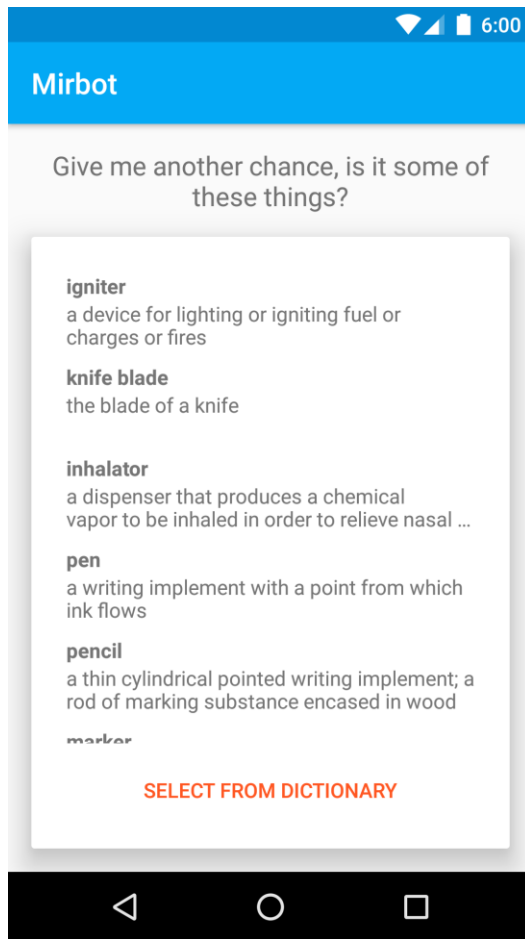 6:00
Mirbot
Give me another chance, is it some of
these things?
igniter
a device for lighting or igniting fuel or
charges or fires
knife blade
the blade of a knife
inhalator
a dispenser that produces a chemical
vapor to be inhaled in order to relieve nasal ...
pen
a writing implement with a point from which
ink flows
pencil
a thin cylindrical pointed writing implement; a
rod of marking substance encased in wood
marker
SELECT FROM DICTIONARY